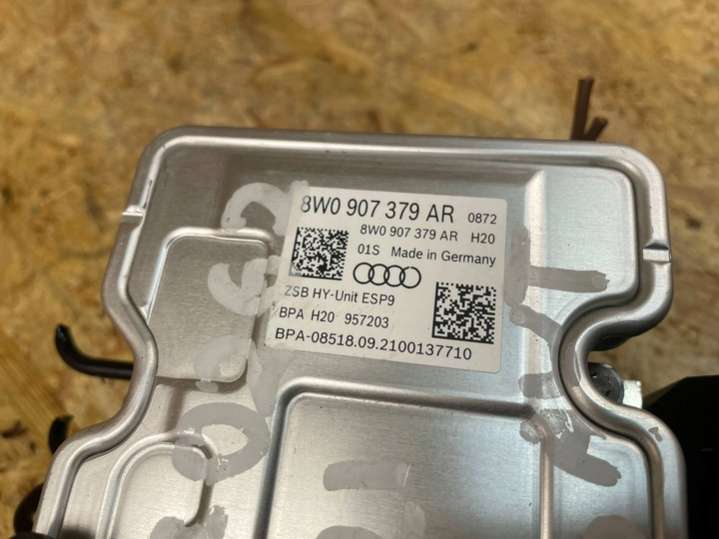 8W0 907 379 AR 0872
8W0 907 379 AR H20
01S Made in Germany
ZSB HY-Unit ESP9
BPA H20 957203
BPA-08518.09.2100137710